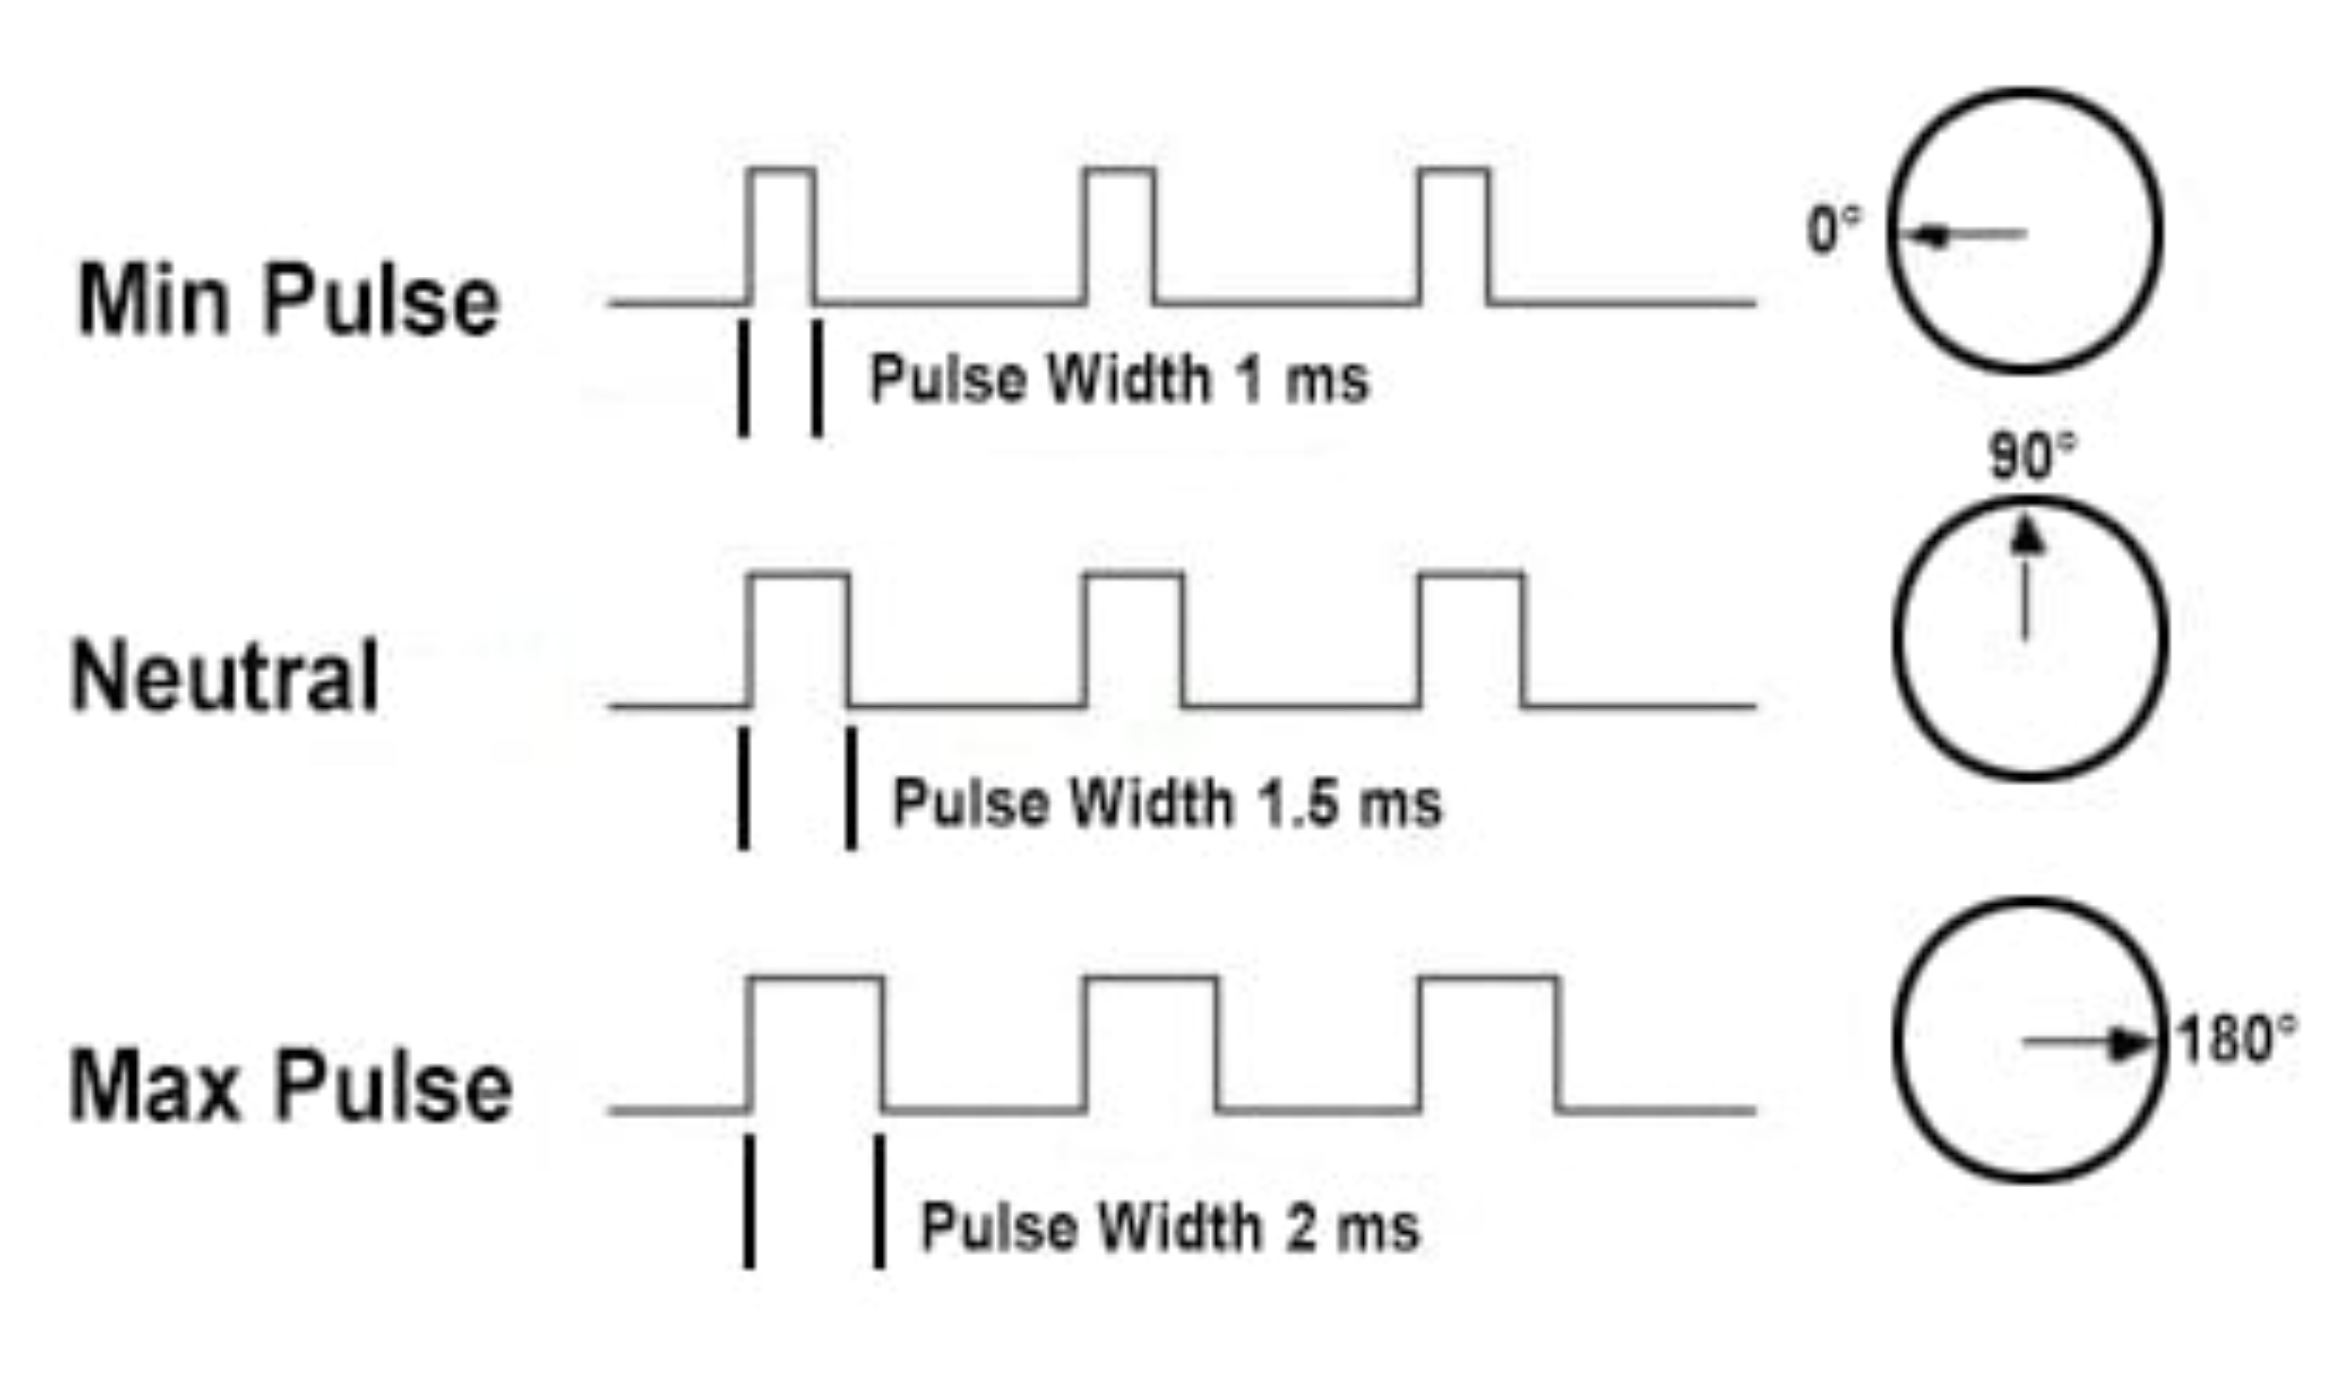 0°
Min Pulse
Pulse Width 1 ms
90°
Neutral
Pulse Width 1.5 ms
180°
Max Pulse
Pulse Width 2 ms